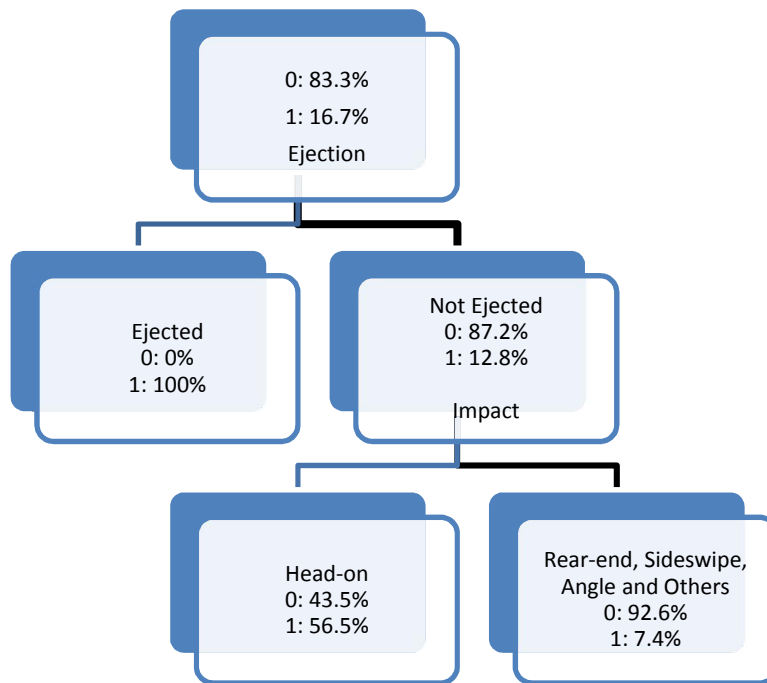 0: 83.3%
1: 16.7%
Ejection
Ejected
0: 0%
1: 100%
Not Ejected
0: 87.2%
1: 12.8%
Impact
Head-on
0: 43.5%
1: 56.5%
Rear-end, Sideswipe,
Angle and Others
0: 92.6%
1: 7.4%